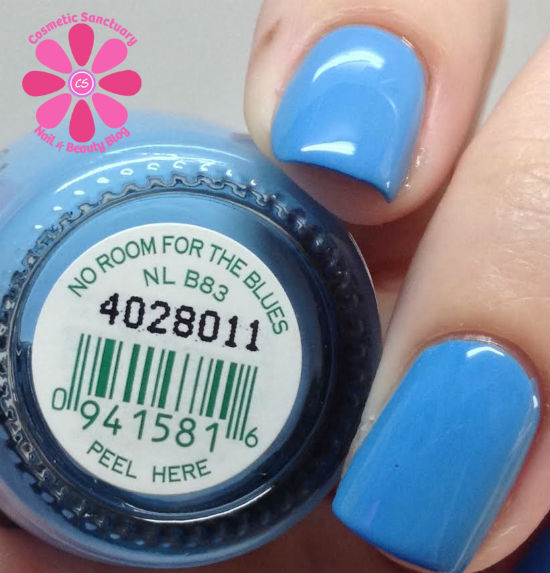 Cosmetic Sanctuary
CS
Nail & Beauty Blog
NO ROOM FOR THE BLUES
NL B83
4028011
0 941581 6
PEEL HERE